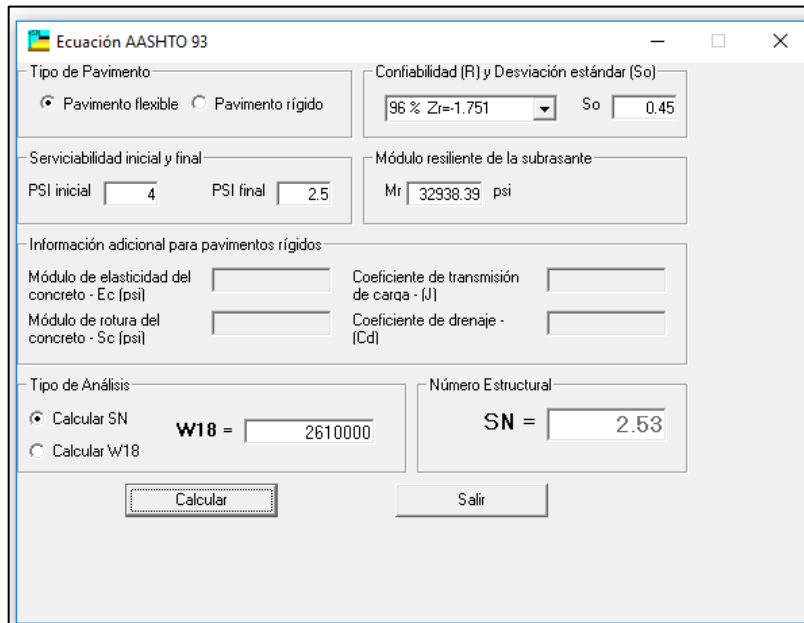 Ecuación AASHTO 93
Tipo de Pavimento
Pavimento flexible Pavimento rígido
Confiabilidad (R) y Desviación estándar (So)
96 % Zr=-1.751 So 0.45
Serviciabilidad inicial y final
PSI inicial 4 PSI final 2.5
Módulo resiliente de la subrasante
Mr 32938.39 psi
Información adicional para pavimentos rígidos
Módulo de elasticidad del
concreto - Ec (psi)
Coeficiente de transmisión
de carga - (J)
Módulo de rotura del
concreto - Sc (psi)
Coeficiente de drenaje -
(Cd)
Tipo de Análisis
Calcular SN
Calcular W18
W18 = 2610000
Número Estructural
SN = 2.53
Calcular
Salir